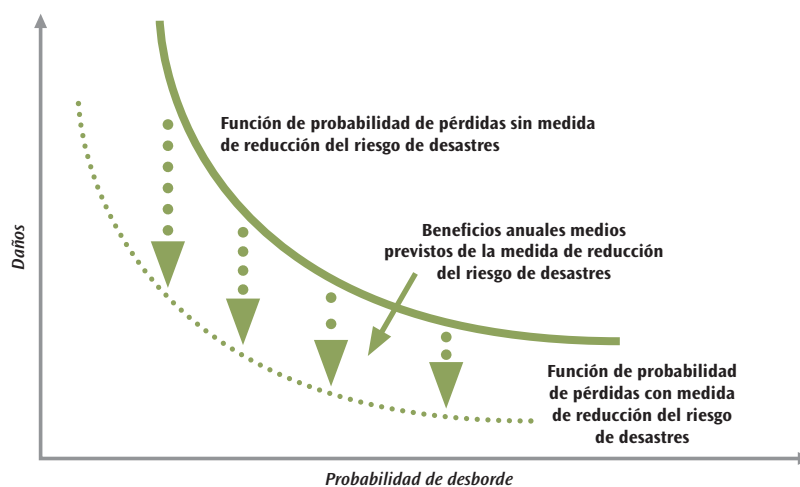 Función de probabilidad de pérdidas sin medida
de reducción del riesgo de desastres
Beneficios anuales medios
previstos de la medida de reducción
del riesgo de desastres
Daños
Función de probabilidad
de pérdidas con medida
de reducción del riesgo
de desastres
Probabilidad de desborde